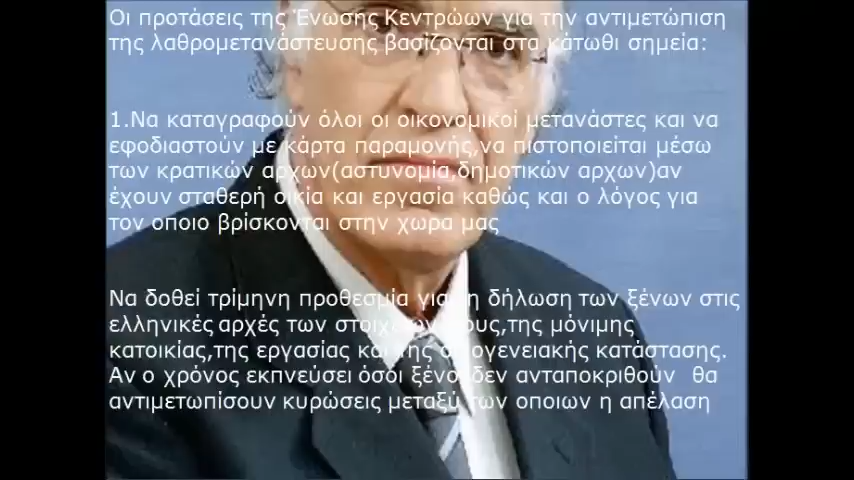 Οι προτάσεις της Ένωσης Κεντρώων για την αντιμετώπιση
της λαθρομετανάστευσης βασίζονται στα κάτωθι σημεία:
1.Να καταγραφούν όλοι οι οικονομικοί μετανάστες και να
εφοδιαστούν με κάρτα παραμονής,να πιστοποιείται μέσω
των κρατικών αρχων(αστυνομία,δημοτικών αρχων)αν
έχουν σταθερή οικία και εργασία καθώς και ο λόγος για
τον οποιο βρίσκονται στην χωρα μας
Να δοθεί τρίμηνη προθεσμία για η δήλωση των ξένων στις
ελληνικές αρχές των στοιχείων τους,της μόνιμης
κατοικίας,της εργασίας και της οικογενειακής κατάστασης.
Αν ο χρόνος εκπνεύσει όσοι ξένοι δεν ανταποκριθούν θα
αντιμετωπίσουν κυρώσεις μεταξύ των οποιων η απέλαση